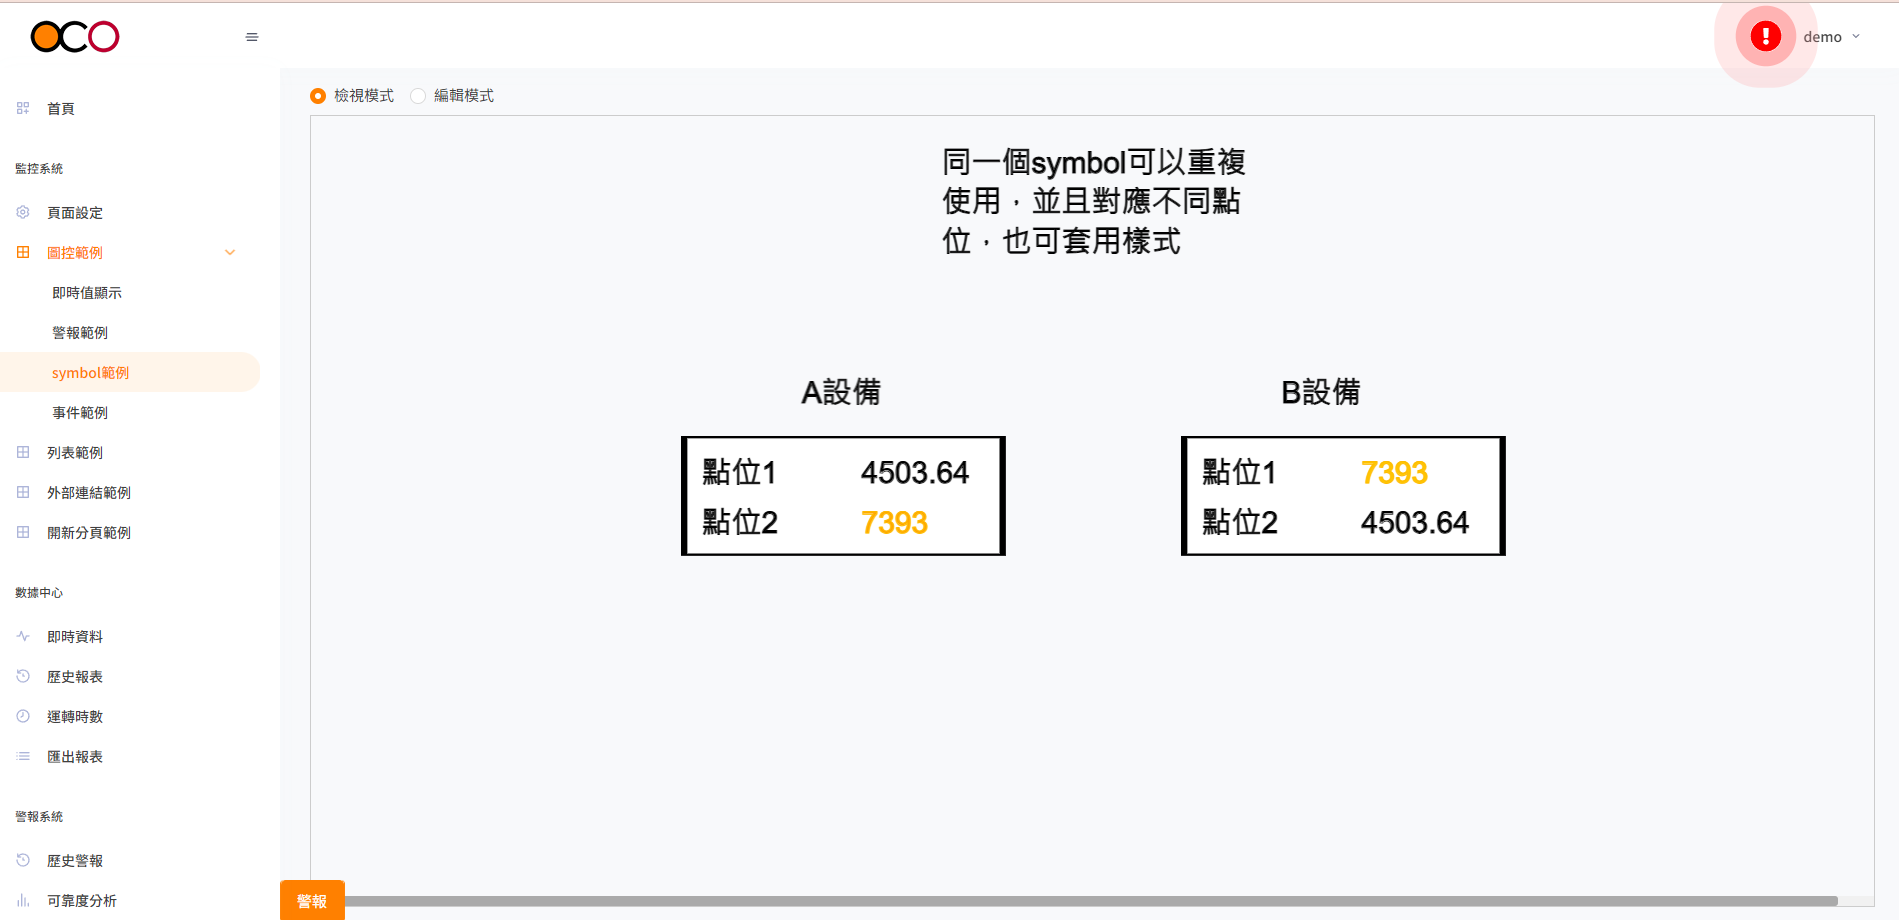 OCO
demo
首頁
監控系統
頁面設定
圖控範例
即時值顯示
警報範例
symbol範例
事件範例
列表範例
外部連結範例
開新分頁範例
數據中心
即時資料
歷史報表
運轉時數
匯出報表
警報系統
歷史警報
可靠度分析
檢視模式 編輯模式
同一個symbol可以重複
使用，並且對應不同點
位，也可套用樣式
A設備
點位1 4503.64
點位2 7393
B設備
點位1 7393
點位2 4503.64
警報